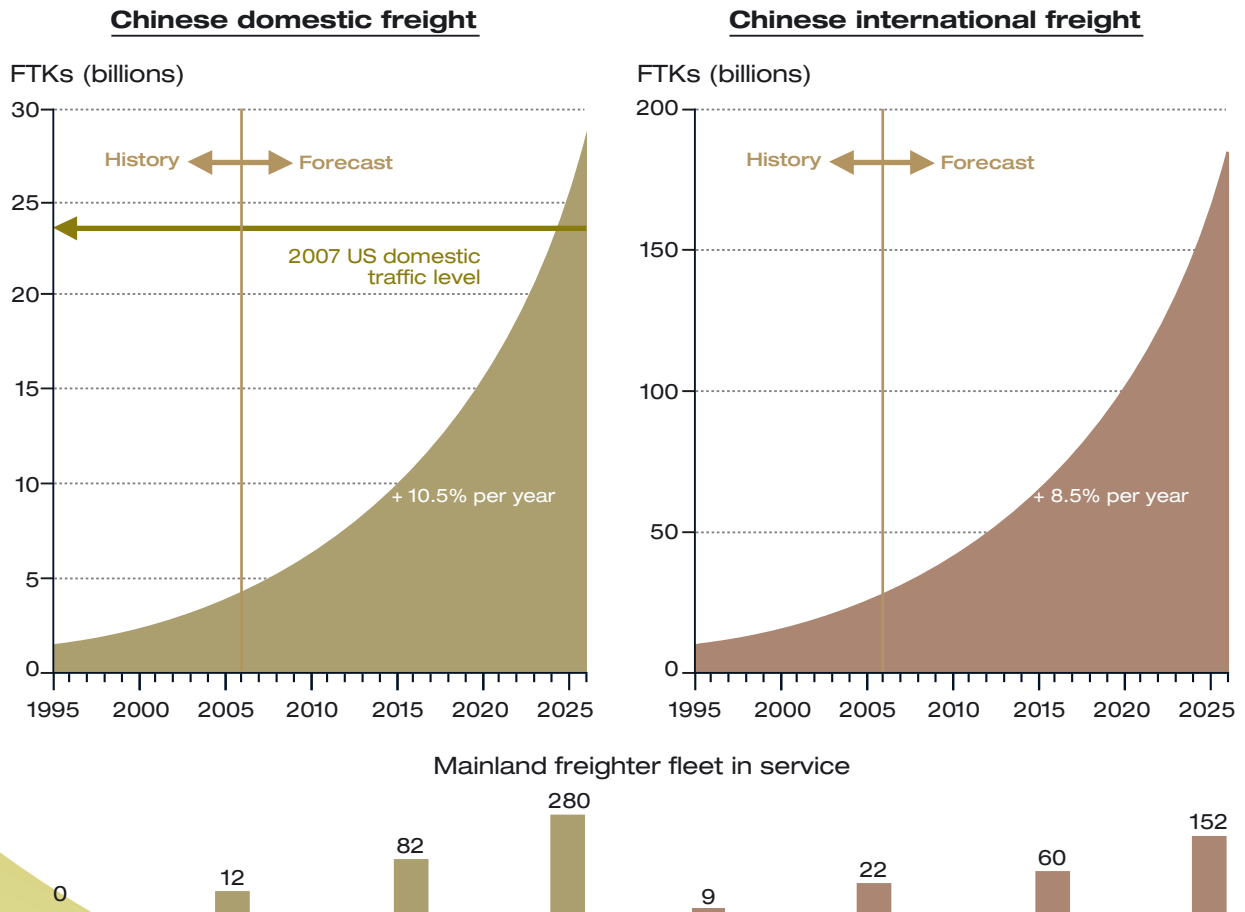 Chinese domestic freight
FTKs (billions)
30
25
20
15
10
5
0
History
Forecast
2007 US domestic
traffic level
+ 10.5% per year
1995 2000 2005 2010 2015 2020 2025
Chinese international freight
FTKs (billions)
200
150
100
50
0
History
Forecast
+ 8.5% per year
1995 2000 2005 2010 2015 2020 2025
Mainland freighter fleet in service
0 12 82 280
9 22 60 152